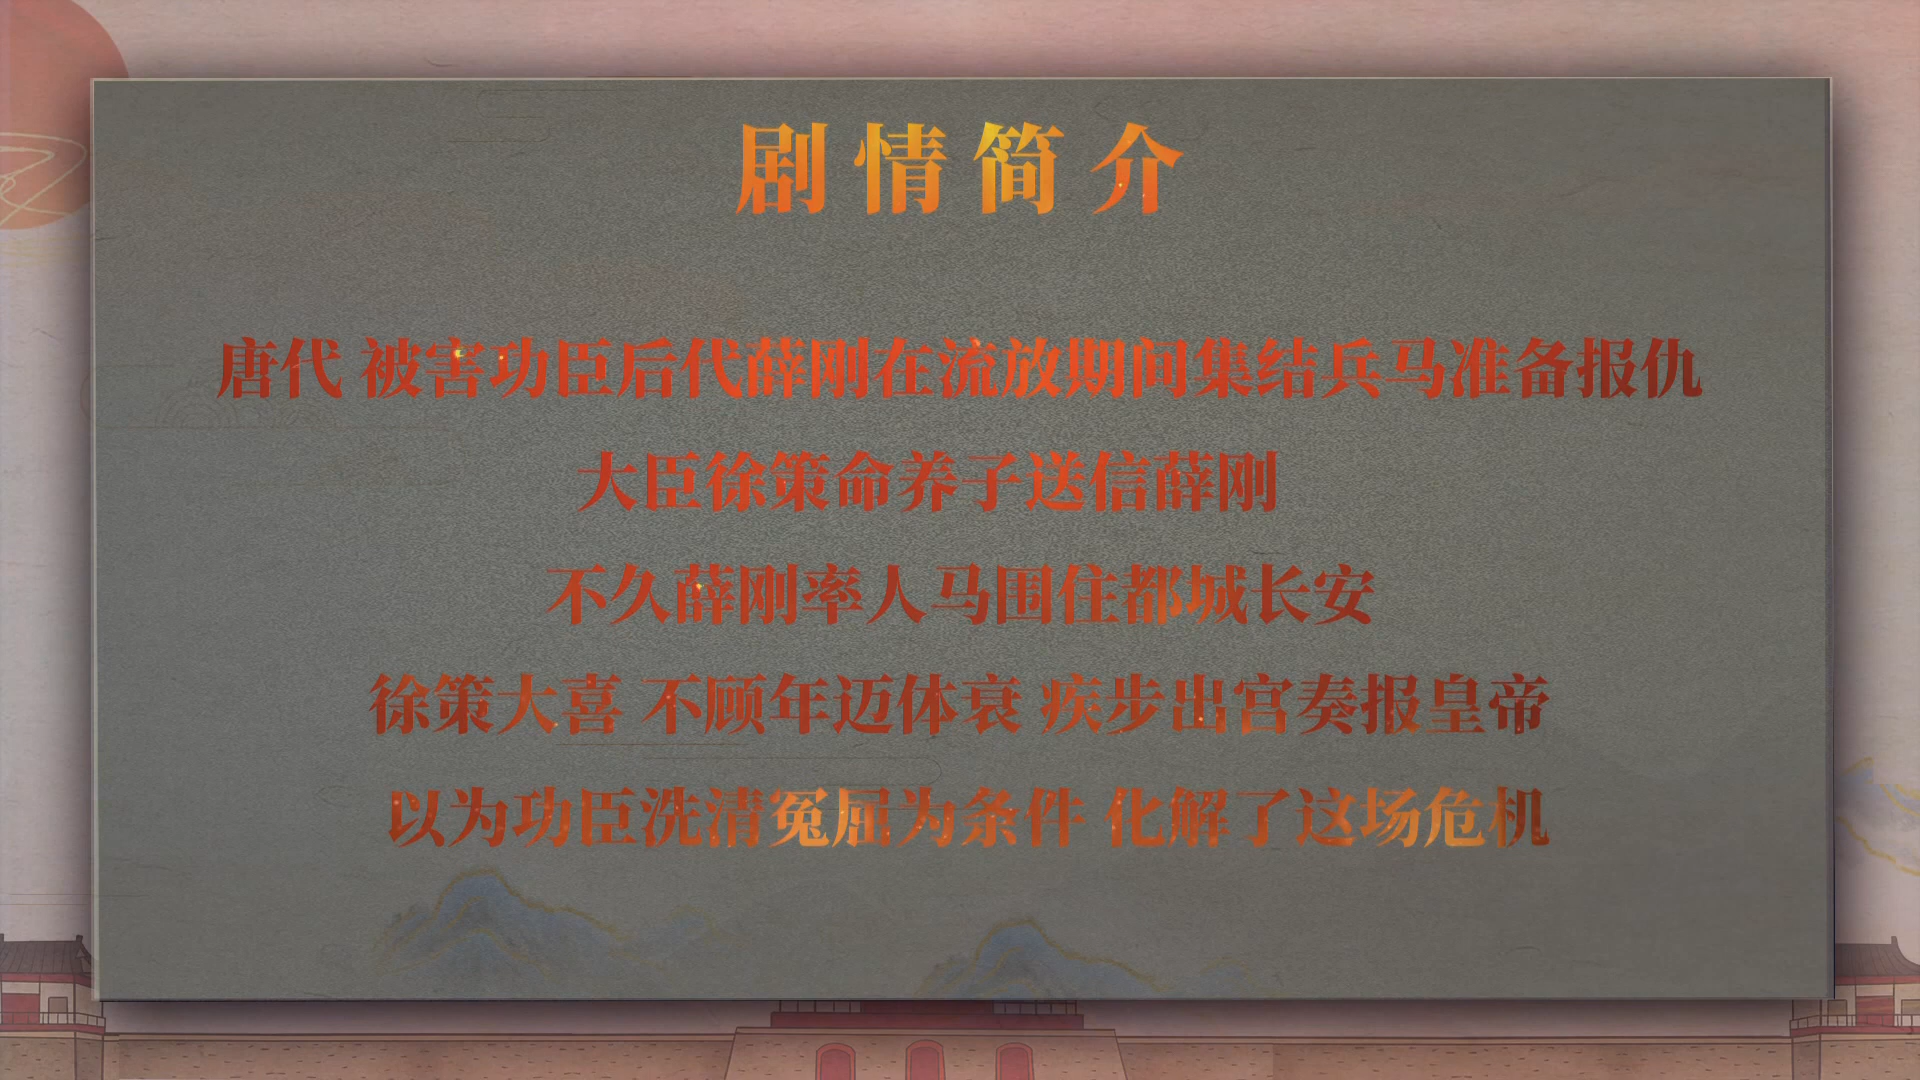 剧情简介
唐代 被害功臣后代薛刚在流放期间集结兵马准备报仇
大臣徐策命养子送信薛刚
不久薛刚率人马围住都城长安
徐策大喜 不顾年迈体衰 疾步出宫奏报皇帝
以为功臣洗清冤屈为条件 化解了这场危机